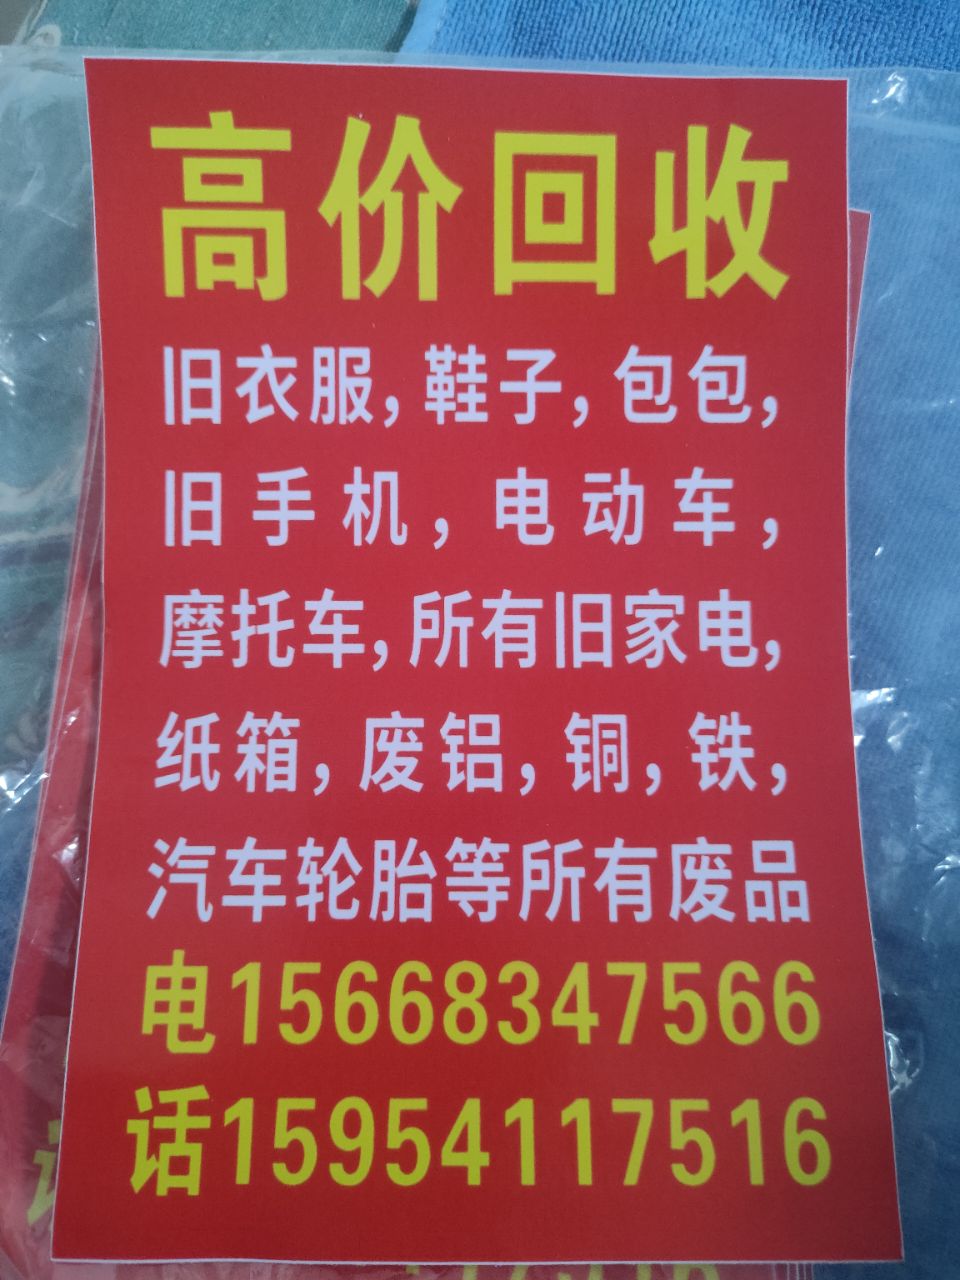 高价回收
旧衣服,鞋子,包包,
旧手机,电动车,
摩托车,所有旧家电,
纸箱,废铝,铜,铁,
汽车轮胎等所有废品
电15668347566
话15954117516